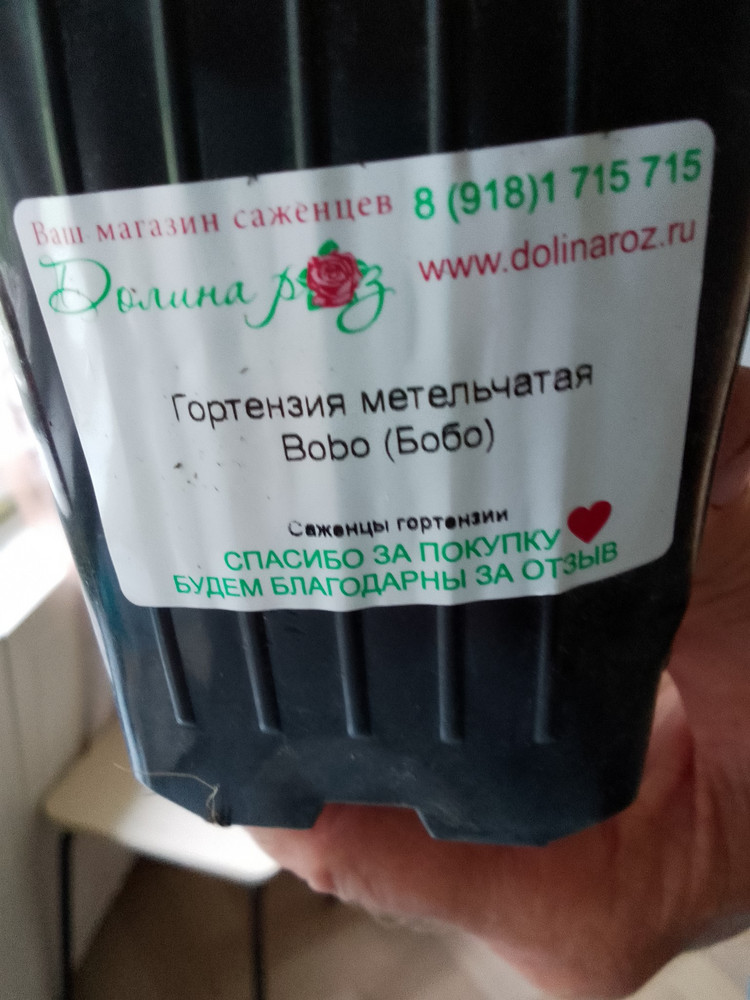 Ваш магазин саженцев
8 (918)1 715 715
Долина роз
www.dolinaroz.ru
Гортензия метельчатая
Bobo (Бобо)
Саженцы гортензии
СПАСИБО ЗА ПОКУПКУ
БУДЕМ БЛАГОДАРНЫ ЗА ОТЗЫВ